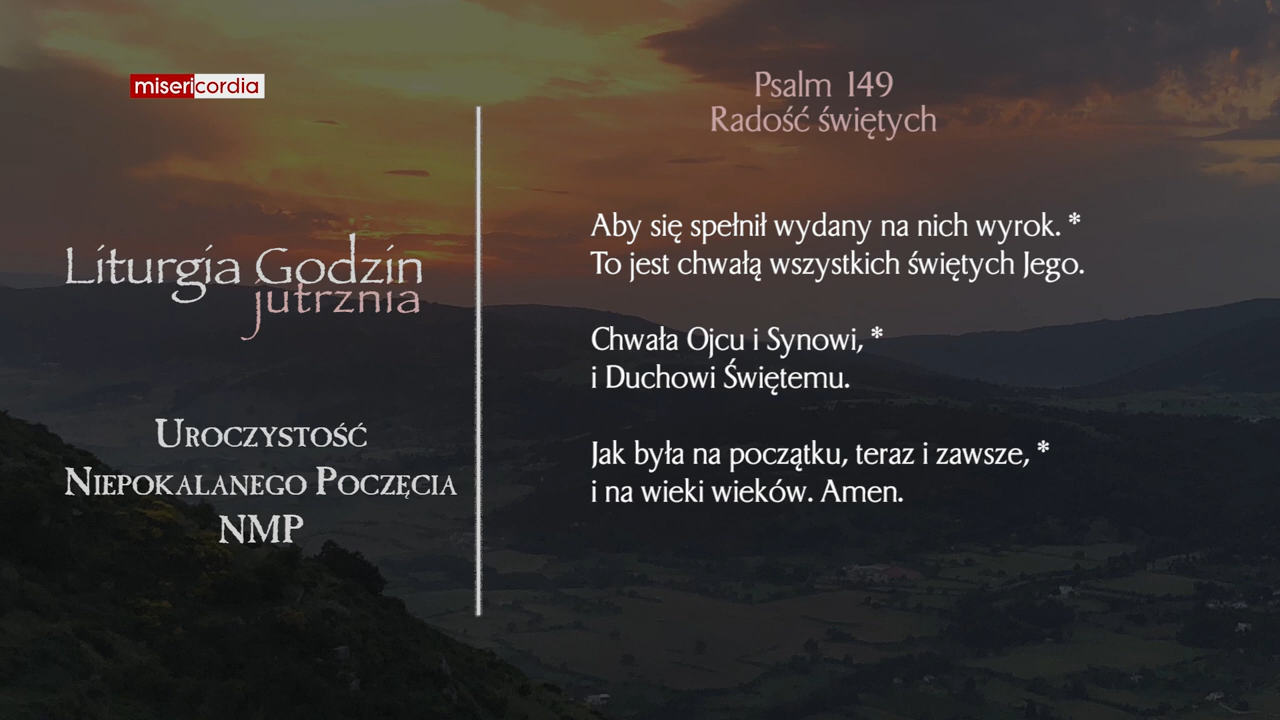 misericordia
Liturgia Godzin
jutrznia
Uroczystość
Niepokalanego Poczęcia
NMP
Psalm 149
Radość świętych
Aby się spełnił wydany na nich wyrok. *
To jest chwałą wszystkich świętych Jego.
Chwała Ojcu i Synowi, *
i Duchowi Świętemu.
Jak była na początku, teraz i zawsze, *
i na wieki wieków. Amen.